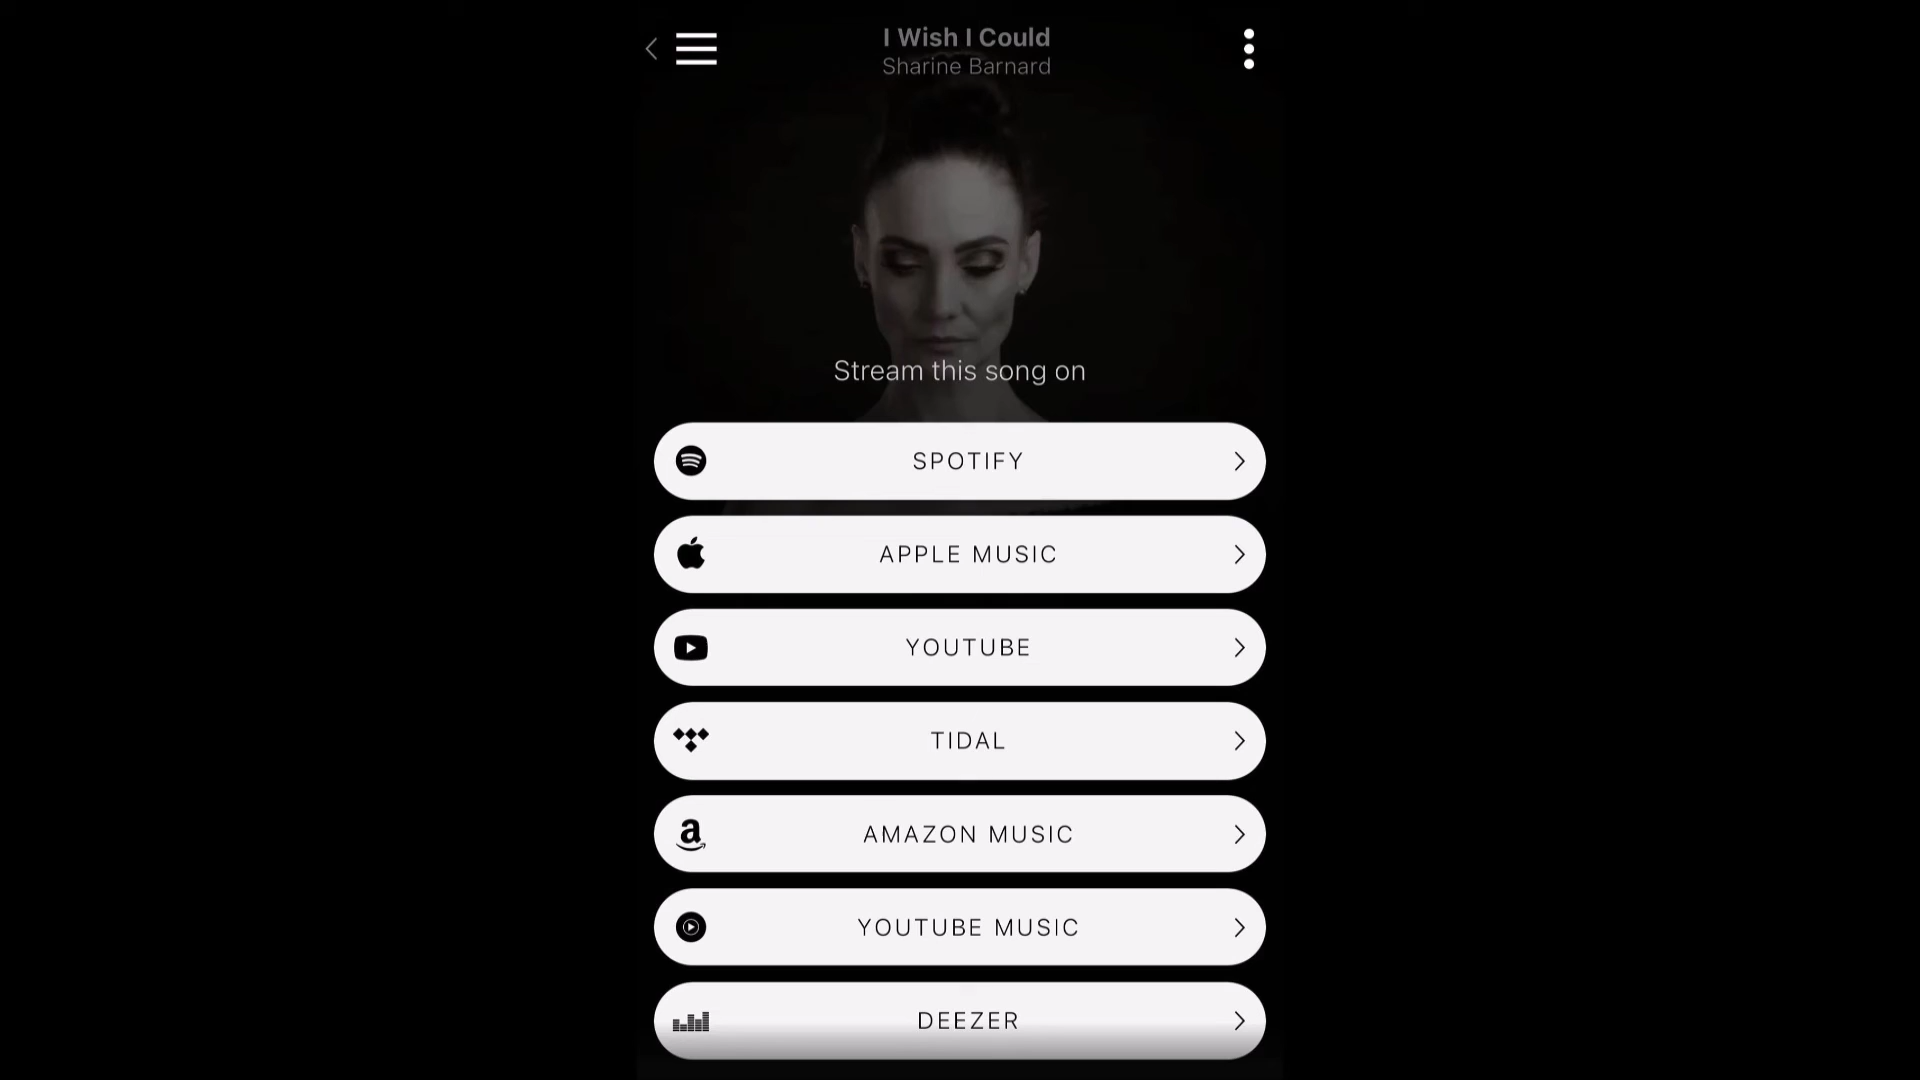 I Wish I Could
Sharine Barnard
Stream this song on
SPOTIFY
APPLE MUSIC
YOUTUBE
TIDAL
AMAZON MUSIC
YOUTUBE MUSIC
DEEZER